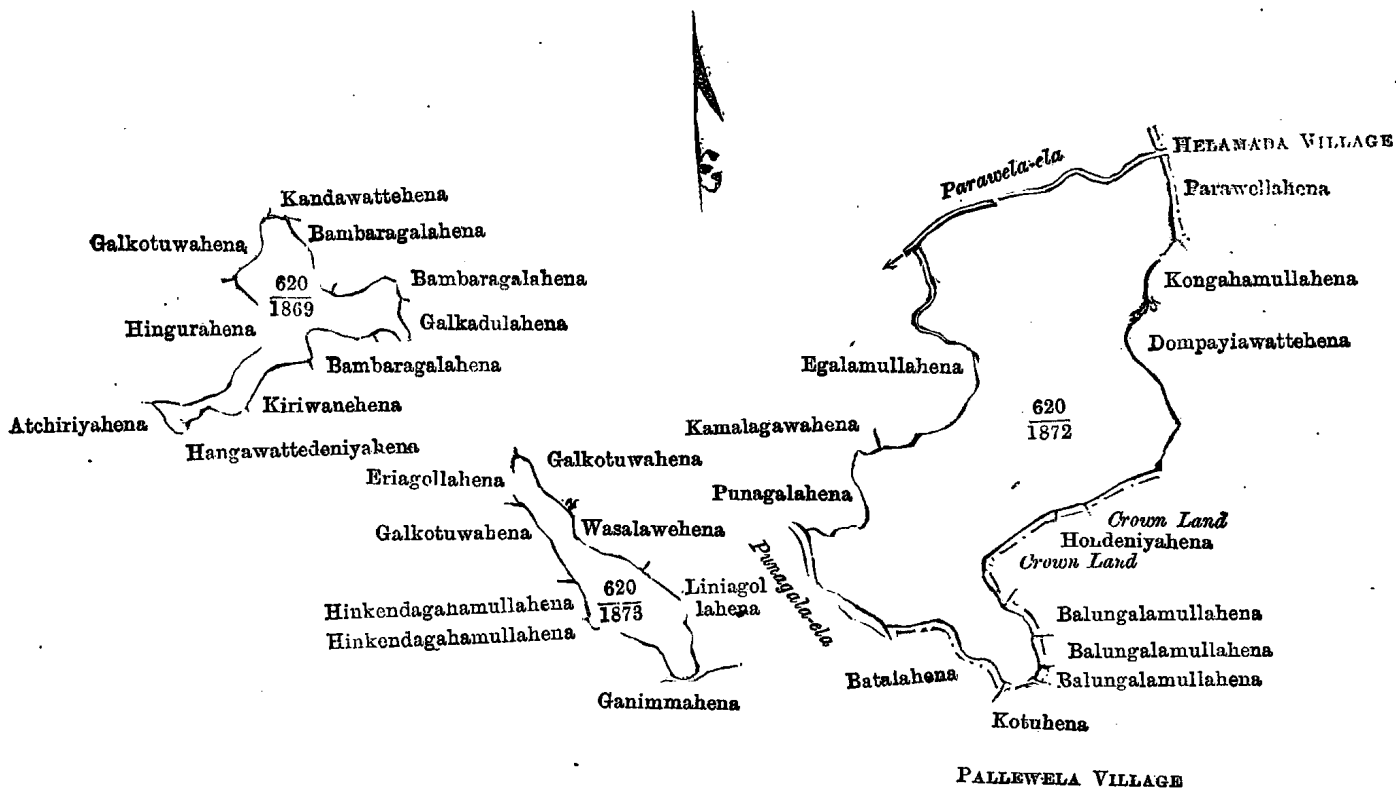 HELAMADA VILLAGE
Parawela-ela
Parawellahena
Kandawattehena
Galkotuwahena
Bambaragalahena
620
1869
Bambaragalahena
Kongahamullahena
Hingurahena
Galkadulahena
Dompayiawattehena
Bambaragalahena
Egalamullahena
Kiriwanehena
620
1872
Atchiriyahena
Kamalagawahena
Hangawattedeniyahena
Galkotuwahena
Eriagollahena
Punagalahena
Crown Land
Galkotuwahena
Wasalawehena
Hondeniyahena
Crown Land
Punagala-ela
620
1873
Liniagol
lahena
Hinkendagahamullahena
Hinkendagahamullahena
Balungalamullahena
Balungalamullahena
Batalahena
Balungalamullahena
Ganimmahena
Kotuhena
PALLEWELA VILLAGE